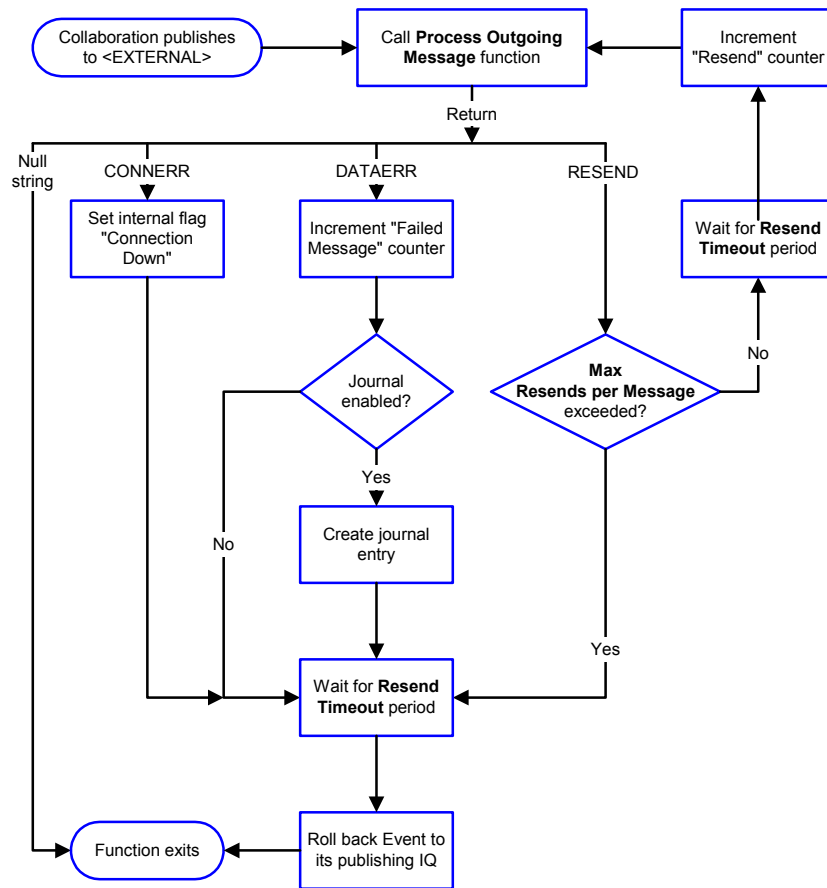 Collaboration publishes
to <EXTERNAL>
Call Process Outgoing
Message function
Increment
"Resend" counter
Return
Null
string
CONNERR
DATAERR
RESEND
Set internal flag
"Connection
Down"
Increment "Failed
Message" counter
Wait for Resend
Timeout period
Journal
enabled?
Max
Resends per Message
exceeded?
No
Yes
No
Create journal
entry
Yes
Wait for Resend
Timeout period
Function exits
Roll back Event to
its publishing IQ